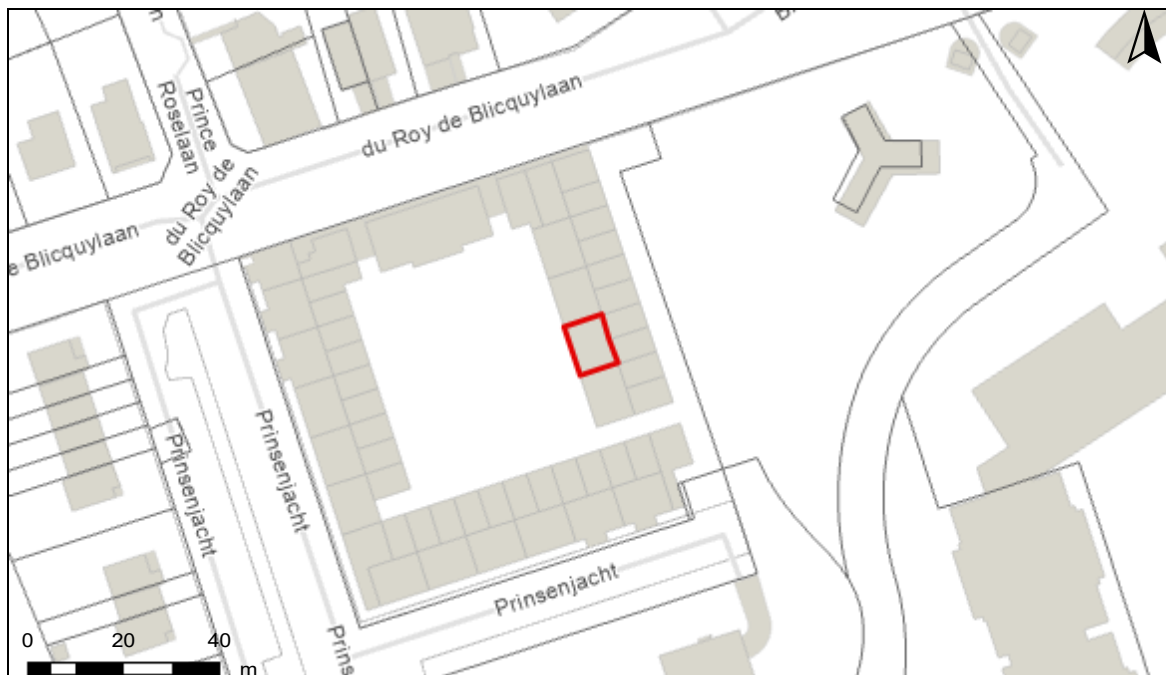 n
Prince
Roselaan
du Roy de
Blicquylaan
du Roy de Blicquylaan
e Blicquylaan
Prinsenjacht
Prinsenjacht
Prinsenjacht
Prins
0 20 40
m